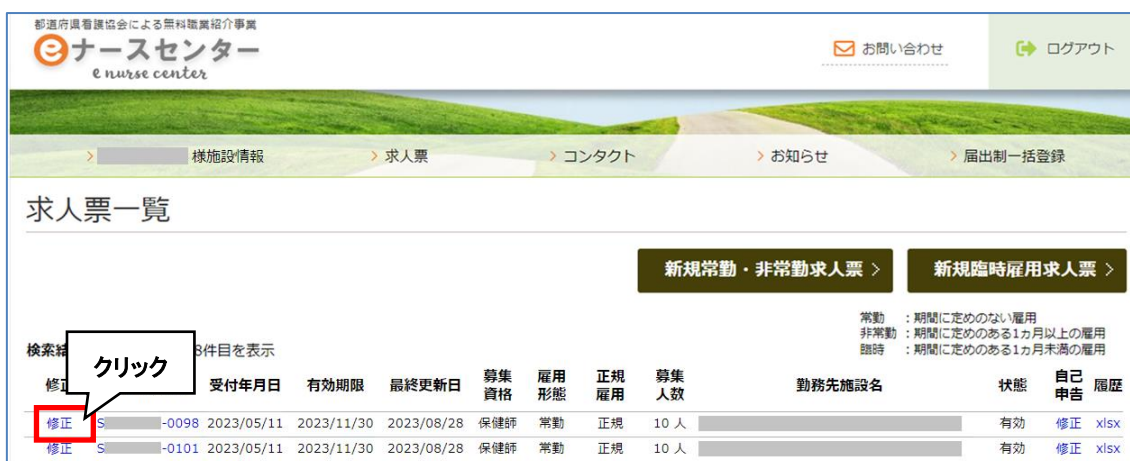 都道府県看護協会による無料職業紹介事業
eナースセンター
e nurse center
お問い合わせ
ログアウト
> 様施設情報 > 求人票 > コンタクト > お知らせ > 届出制一括登録
求人票一覧
新規常勤・非常勤求人票 >
新規臨時雇用求人票 >
常勤 : 期間に定めのない雇用
非常勤 : 期間に定めのある1ヵ月以上の雇用
臨時 : 期間に定めのある1ヵ月未満の雇用
検索結 8件目を表示
クリック
修正 受付年月日 有効期限 最終更新日 募集資格 雇用形態 正規雇用 募集人数 勤務先施設名 状態 自己申告 履歴
修正 S -0098 2023/05/11 2023/11/30 2023/08/28 保健師 常勤 正規 10 人 有効 修正 xlsx
修正 S -0101 2023/05/11 2023/11/30 2023/08/28 保健師 常勤 正規 10 人 有効 修正 xlsx